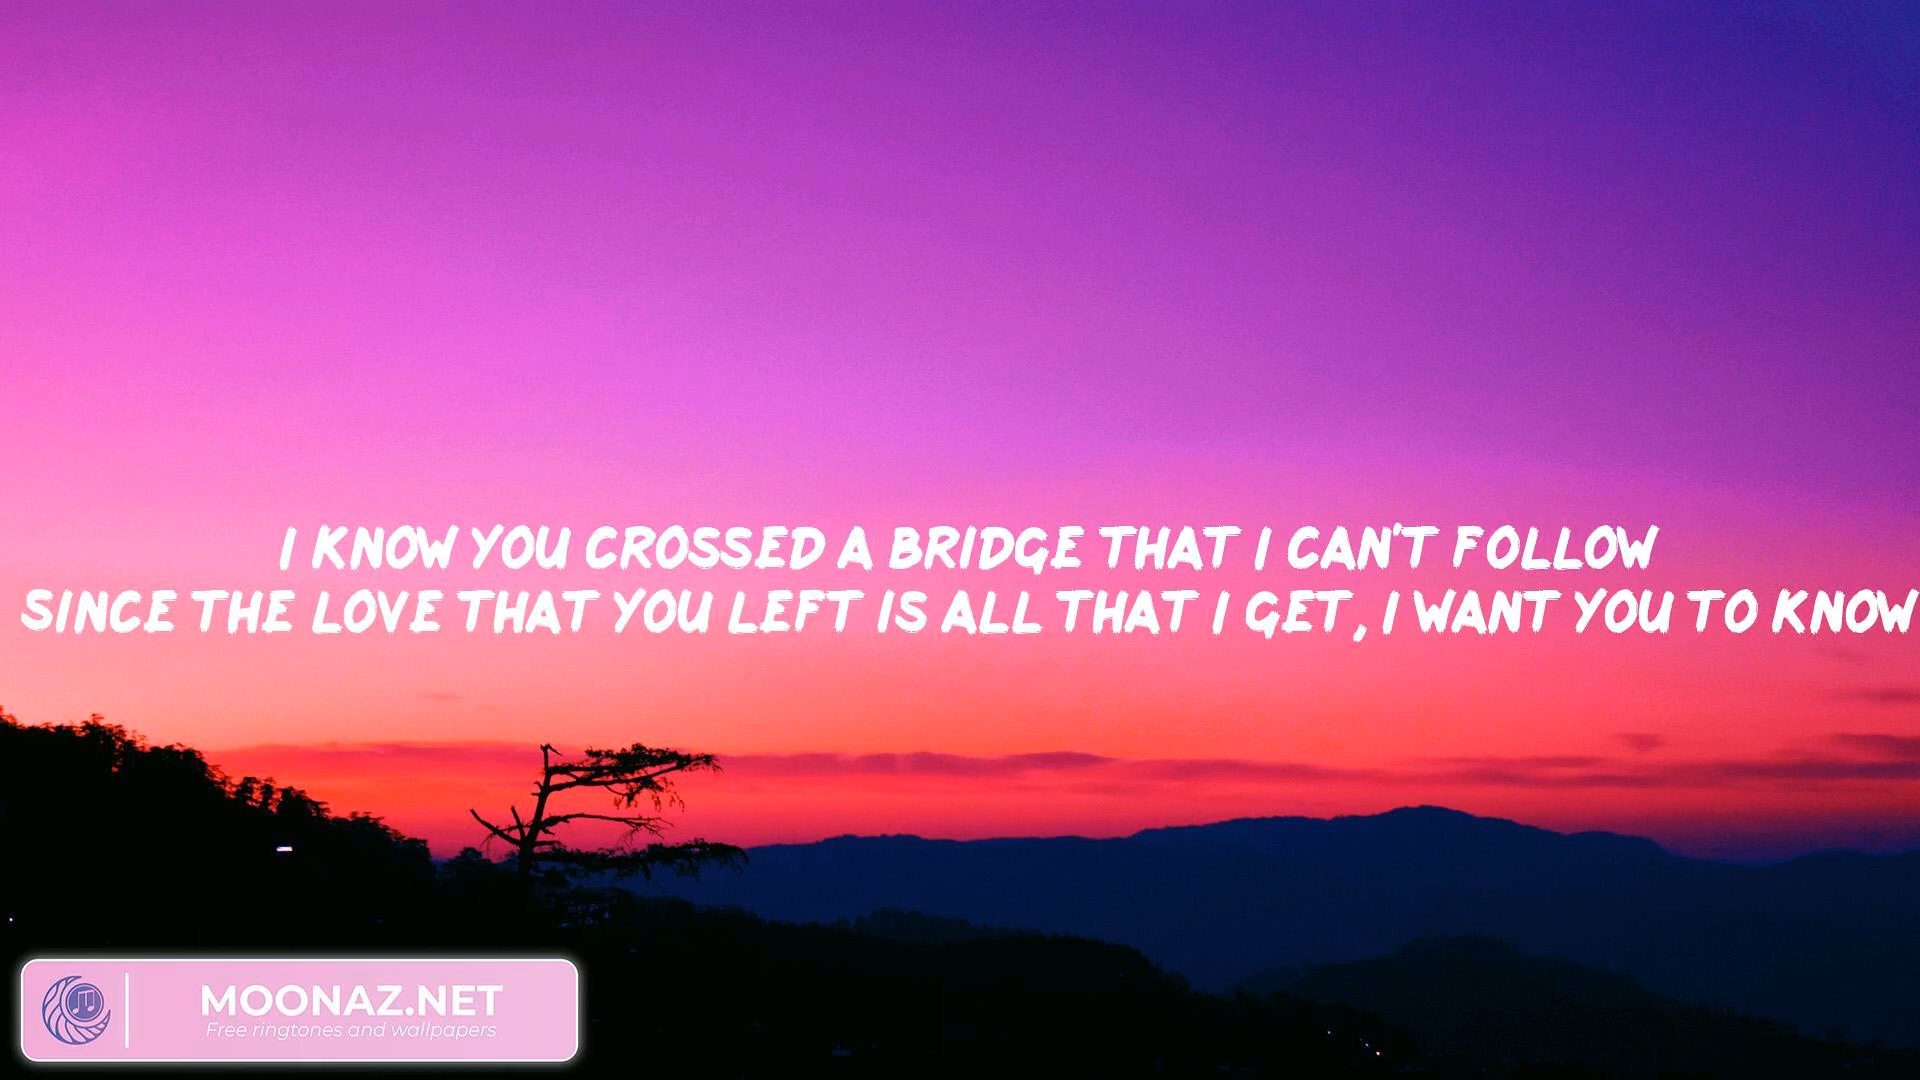 I KNOW YOU CROSSED A BRIDGE THAT I CAN'T FOLLOW
SINCE THE LOVE THAT YOU LEFT IS ALL THAT I GET, I WANT YOU TO KNOW
MOONAZ.NET
Free ringtones and wallpapers